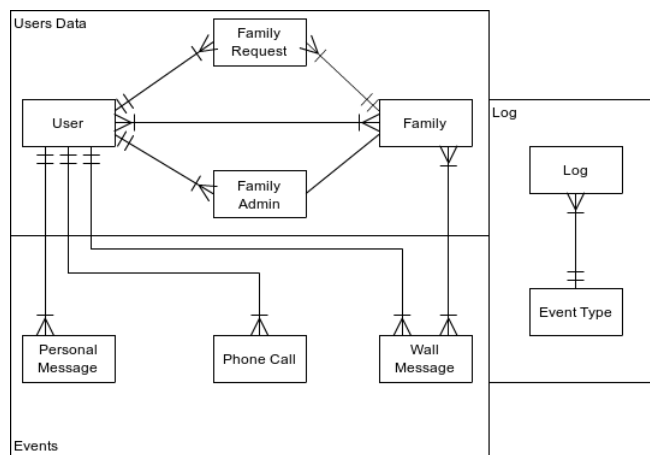 Users Data
Family
Request
User
Family
Log
Log
Family
Admin
Event Type
Personal
Message
Phone Call
Wall
Message
Events